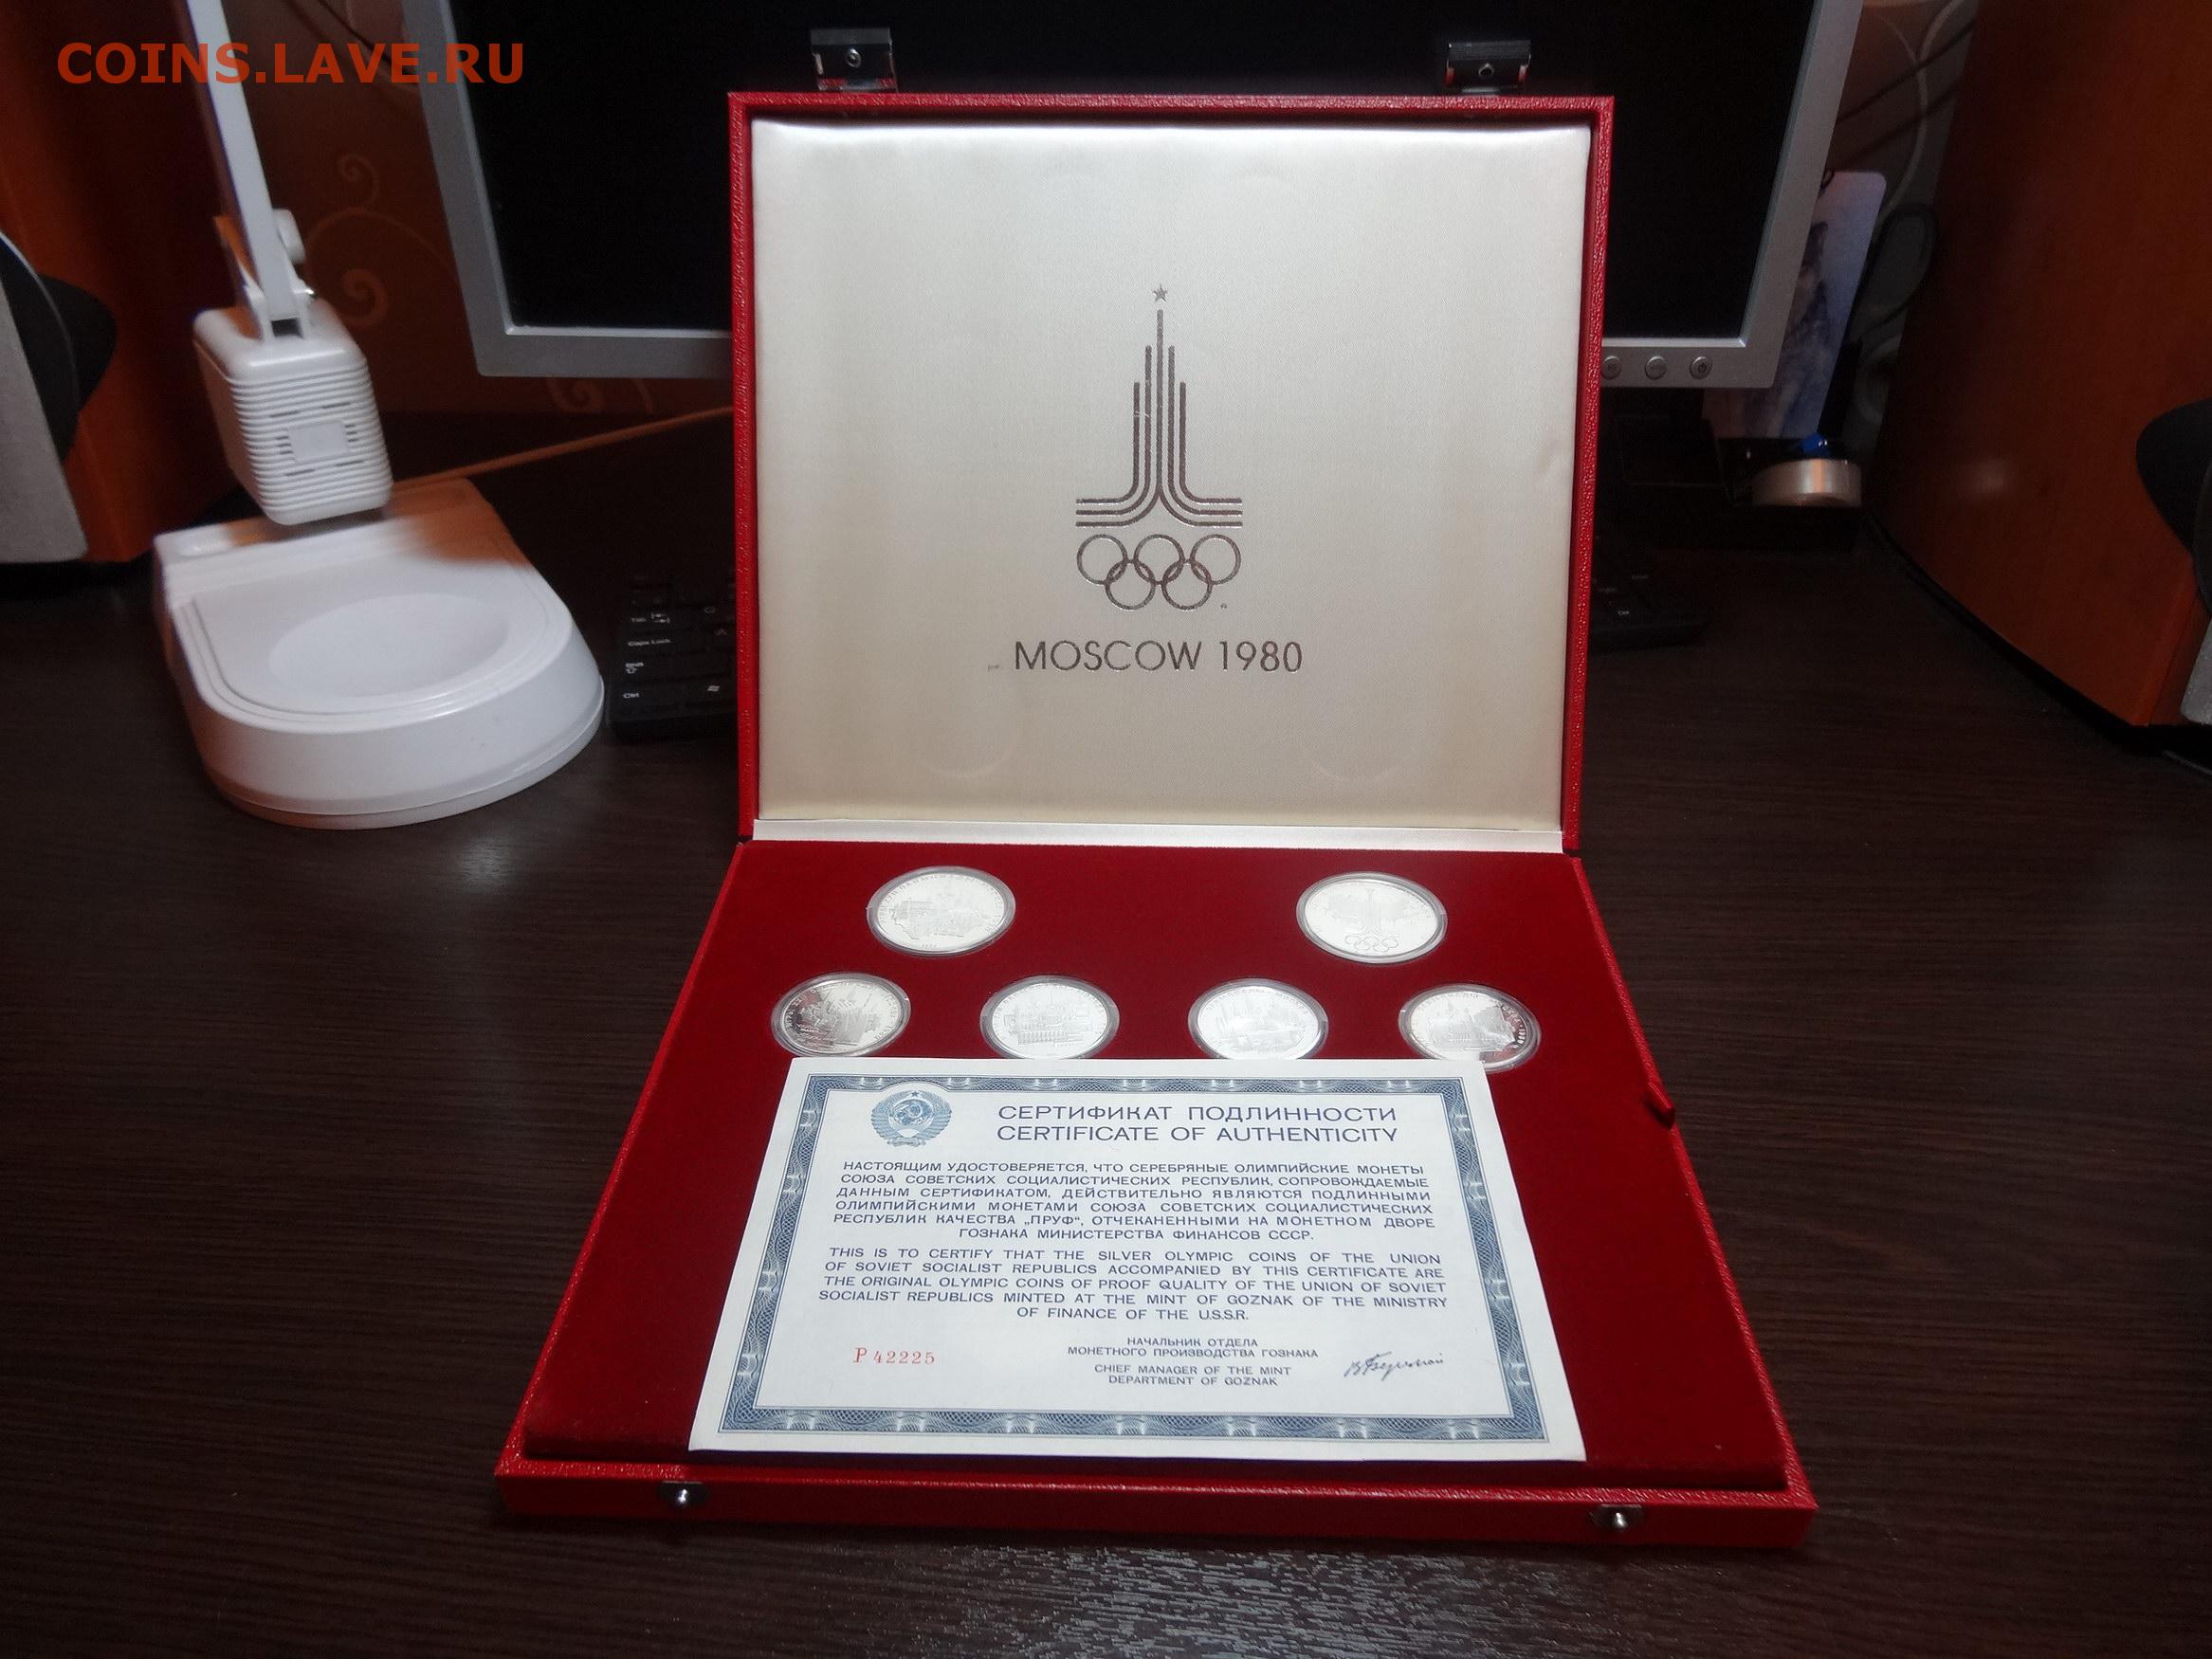 COINS.LAVE.RU
MOSCOW 1980
СЕРТИФИКАТ ПОДЛИННОСТИ
CERTIFICATE OF AUTHENTICITY
НАСТОЯЩИМ УДОСТОВЕРЯЕТСЯ, ЧТО СЕРЕБРЯНЫЕ ОЛИМПИЙСКИЕ МОНЕТЫ
СОЮЗА СОВЕТСКИХ СОЦИАЛИСТИЧЕСКИХ РЕСПУБЛИК, СОПРОВОЖДАЕМЫЕ
ДАННЫМ СЕРТИФИКАТОМ, ДЕЙСТВИТЕЛЬНО ЯВЛЯЮТСЯ ПОДЛИННЫМИ
ОЛИМПИЙСКИМИ МОНЕТАМИ СОЮЗА СОВЕТСКИХ СОЦИАЛИСТИЧЕСКИХ
РЕСПУБЛИК КАЧЕСТВА „ПРУФ“, ОТЧЕКАНЕННЫМИ НА МОНЕТНОМ ДВОРЕ
ГОЗНАКА МИНИСТЕРСТВА ФИНАНСОВ СССР.
THIS IS TO CERTIFY THAT THE SILVER OLYMPIC COINS OF THE UNION
OF SOVIET SOCIALIST REPUBLICS ACCOMPANIED BY THIS CERTIFICATE ARE
THE ORIGINAL OLYMPIC COINS OF PROOF QUALITY OF THE UNION OF SOVIET
SOCIALIST REPUBLICS MINTED AT THE MINT OF GOZNAK OF THE MINISTRY
OF FINANCE OF THE U.S.S.R.
P 42225
НАЧАЛЬНИК ОТДЕЛА
МОНЕТНОГО ПРОИЗВОДСТВА ГОЗНАКА
CHIEF MANAGER OF THE MINT
DEPARTMENT OF GOZNAK
Tab
Caps Lock
Ctrl